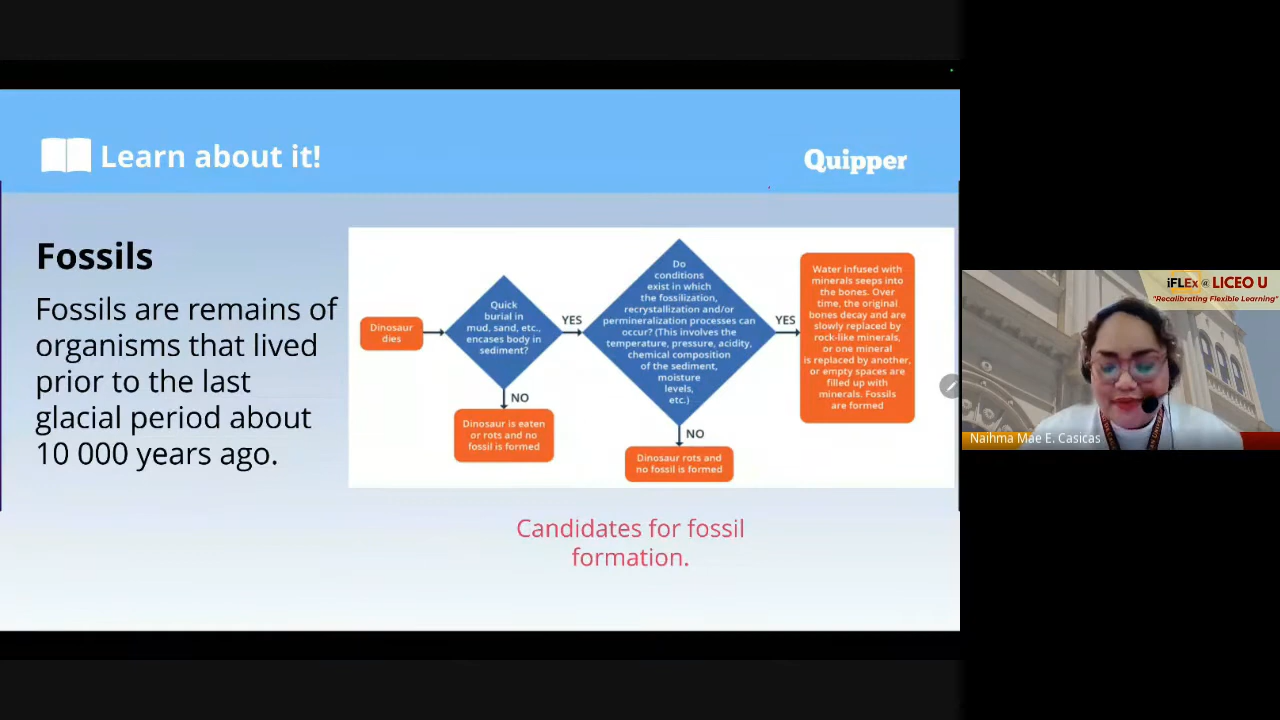 Learn about it!
Quipper
Fossils
Fossils are remains of
organisms that lived
prior to the last
glacial period about
10 000 years ago.
Dinosaur
dies
Quick
burial in
mud, sand, etc.,
encases body in
sediment?
YES
NO
Dinosaur is eaten
or rots and no
fossil is formed
Do
conditions
exist in which
the fossilization,
recrystallization and/or
permineralization processes can
occur? (This involves the
temperature, pressure, acidity,
chemical composition
of the sediment,
moisture
levels,
etc.)
YES
NO
Dinosaur rots and
no fossil is formed
Water infused with
minerals seeps into
the bones. Over
time, the original
bones decay and are
slowly replaced by
rock-like minerals,
or one mineral
is replaced by another,
or empty spaces are
filled up with
minerals. Fossils
are formed
Candidates for fossil
formation.
iFLEx @ LICEO U
"Recalibrating Flexible Learning"
Naihma Mae E. Casicas